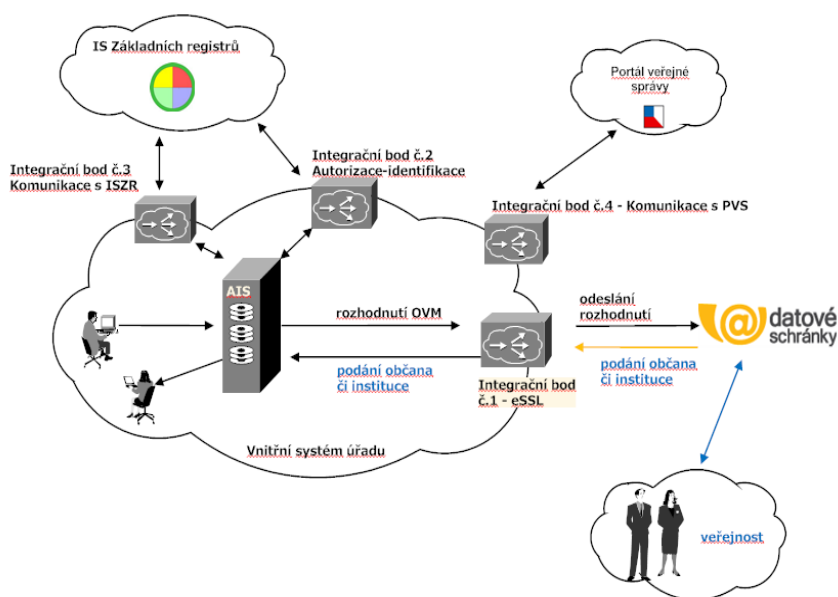 IS Základních registrů
Portál veřejné
správy
Integrační bod č.3
Komunikace s ISZR
Integrační bod č.2
Autorizace-identifikace
Integrační bod č.4 - Komunikace s PVS
AIS
rozhodnutí OVM
odeslání
rozhodnutí
@ datové
schránky
podání občana
či instituce
podání občana
či instituce
Integrační bod
č.1 - eSSL
Vnitřní systém úřadu
veřejnost